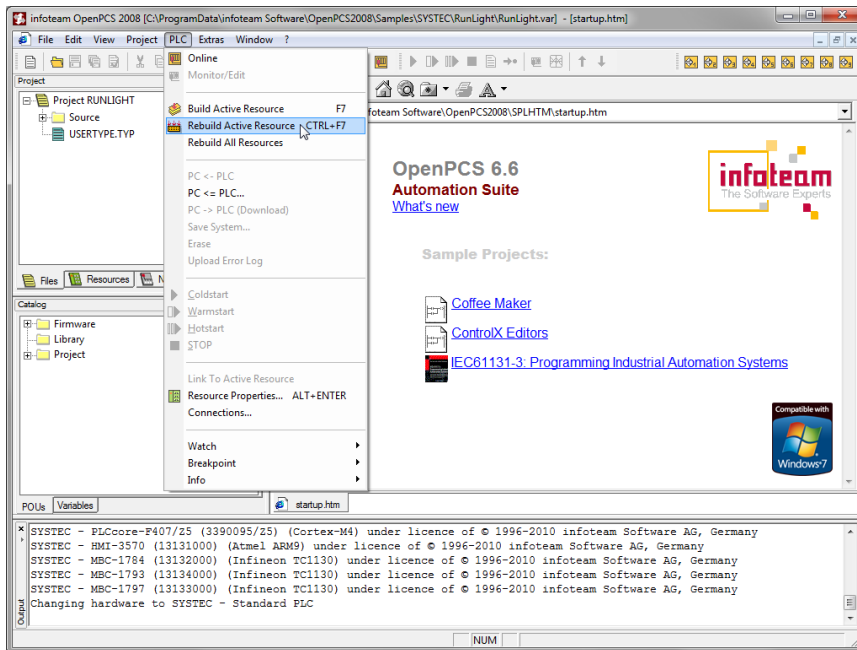 infoteam OpenPCS 2008 [C:\ProgramData\infoteam Software\OpenPCS2008\Samples\SYSTEC\RunLight\RunLight.var] - [startup.htm]
File Edit View Project PLC Extras Window ?
Project
Project RUNLIGHT
Source
USERTYPE.TYP
Files Resources N
Catalog
Firmware
Library
Project
POUs Variables
Online
Monitor/Edit
Build Active Resource F7
Rebuild Active Resource CTRL+F7
Rebuild All Resources
PC <- PLC
PC <= PLC...
PC -> PLC (Download)
Save System...
Erase
Upload Error Log
Coldstart
Warmstart
Hotstart
STOP
Link To Active Resource
Resource Properties... ALT+ENTER
Connections...
Watch
Breakpoint
Info
foteam Software\OpenPCS2008\SPLHTM\startup.htm
OpenPCS 6.6
Automation Suite
What's new
infoteam
The Software Experts
Sample Projects:
Coffee Maker
ControlX Editors
IEC61131-3: Programming Industrial Automation Systems
Compatible with
Windows 7
startup.htm
SYSTEC - PLCcore-F407/Z5 (3390095/Z5) (Cortex-M4) under licence of © 1996-2010 infoteam Software AG, Germany
SYSTEC - HMI-3570 (13131000) (Atmel ARM9) under licence of © 1996-2010 infoteam Software AG, Germany
SYSTEC - MBC-1784 (13132000) (Infineon TC1130) under licence of © 1996-2010 infoteam Software AG, Germany
SYSTEC - MBC-1793 (13134000) (Infineon TC1130) under licence of © 1996-2010 infoteam Software AG, Germany
SYSTEC - MBC-1797 (13133000) (Infineon TC1130) under licence of © 1996-2010 infoteam Software AG, Germany
Changing hardware to SYSTEC - Standard PLC
Output
NUM